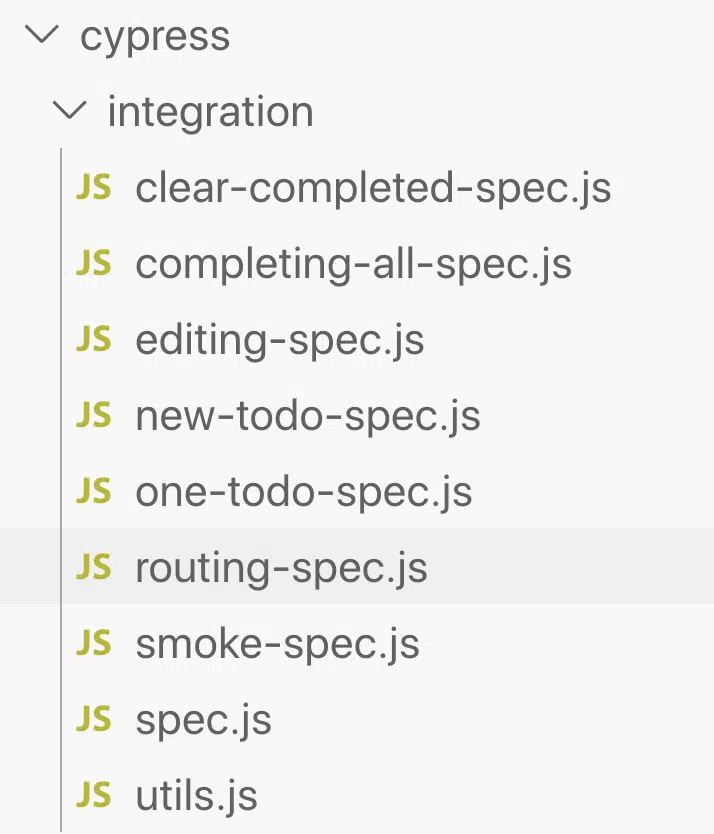 cypress
integration
JS clear-completed-spec.js
JS completing-all-spec.js
JS editing-spec.js
JS new-todo-spec.js
JS one-todo-spec.js
JS routing-spec.js
JS smoke-spec.js
JS spec.js
JS utils.js